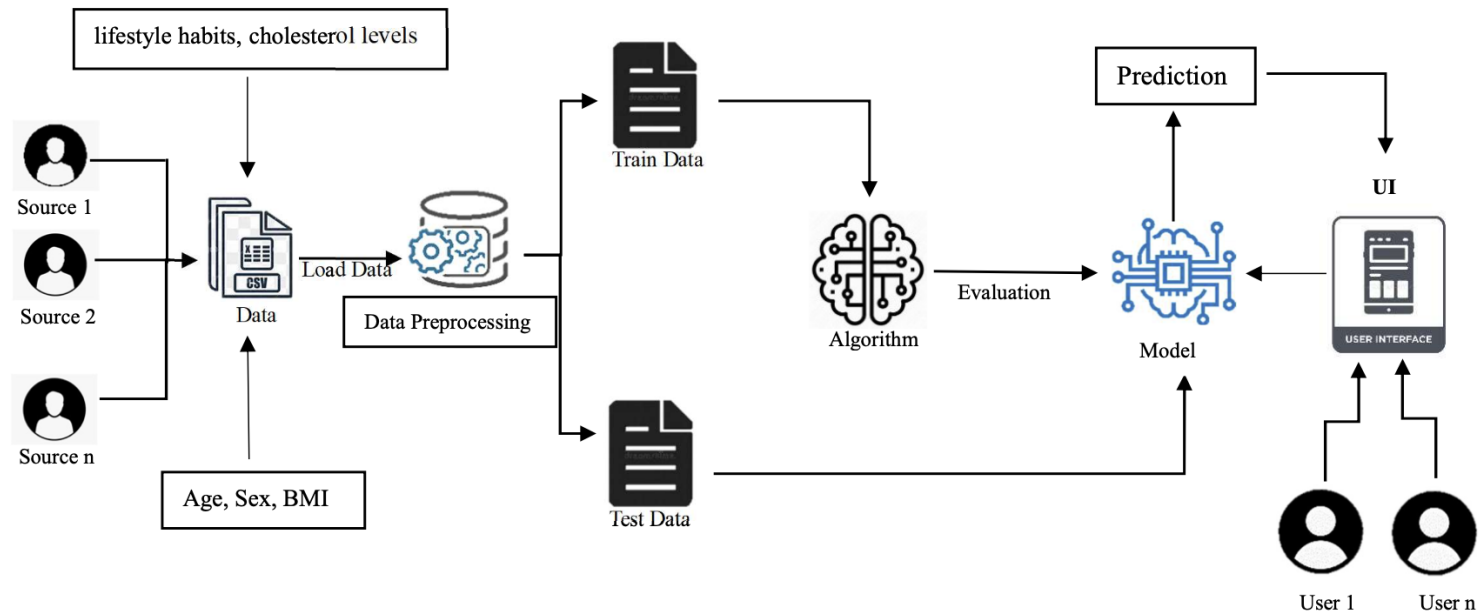 lifestyle habits, cholesterol levels
Source 1
Source 2
Source n
X
CSV
Data
Age, Sex, BMI
Load Data
Data Preprocessing
Train Data
Test Data
Algorithm
Evaluation
Prediction
Model
UI
USER INTERFACE
User 1
User n